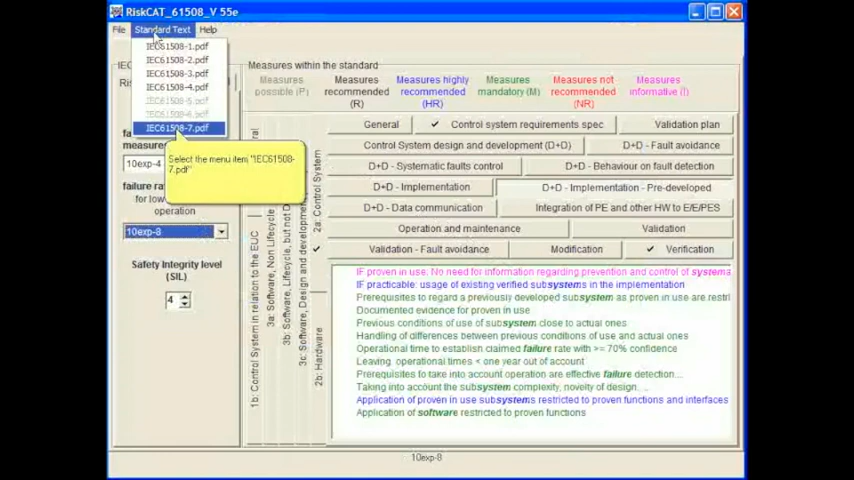 RiskCAT_61508_V 55e
File Standard Text Help
IEC61508-1.pdf
IEC61508-2.pdf
IEC61508-3.pdf
IEC61508-4.pdf
IEC61508-5.pdf
IEC61508-6.pdf
IEC61508-7.pdf
Select the menu item "IEC61508-
7.pdf"
measures
10exp-4
failure rate
for low
operation
10exp-8
Safety Integrity level
(SIL)
4
Measures within the standard
Measures
possible (P)
Measures
recommended
(R)
Measures highly
recommended
(HR)
Measures
mandatory (M)
Measures not
recommended
(NR)
Measures
informative (I)
1b: Control System in relation to the EUC
3a: Software, Non Lifecycle
3b: Software, Lifecycle, but not D
3c: Software, Design and development
2a: Control System
2b: Hardware
General
Control system requirements spec
Validation plan
Control System design and development (D+D)
D+D - Fault avoidance
D+D - Systematic faults control
D+D - Behaviour on fault detection
D+D - Implementation
D+D - Implementation - Pre-developed
D+D - Data communication
Integration of PE and other HW to E/E/PES
Operation and maintenance
Validation
Validation - Fault avoidance
Modification
Verification
IF proven in use: No need for information regarding prevention and control of systema
IF practicable: usage of existing verified subsystems in the implementation
Prerequisites to regard a previously developed subsystem as proven in use are restri
Documented evidence for proven in use
Previous conditions of use of subsystem close to actual ones
Handling of differences between previous conditions of use and actual ones
Operational time to establish claimed failure rate with >= 70% confidence
Leaving operational times < one year out of account
Prerequisites to take into account operation are effective failure detection...
Taking into account the subsystem complexity, novelty of design...
Application of proven in use subsystems restricted to proven functions and interfaces
Application of software restricted to proven functions
10exp-8